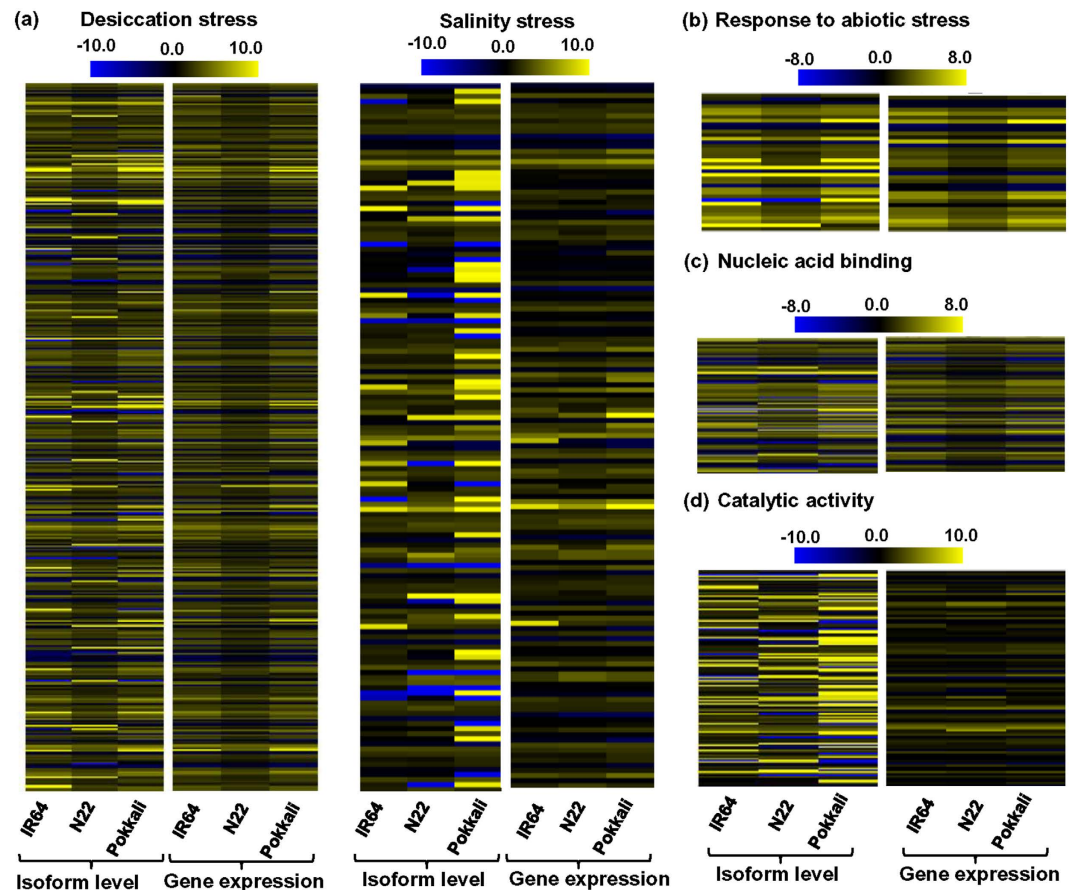 (a)
Desiccation stress
-10.0 0.0 10.0
Salinity stress
-10.0 0.0 10.0
IR64 N22 Pokkali IR64 N22 Pokkali
Isoform level Gene expression
IR64 N22 Pokkali IR64 N22 Pokkali
Isoform level Gene expression
(b) Response to abiotic stress
-8.0 0.0 8.0
(c) Nucleic acid binding
-8.0 0.0 8.0
(d) Catalytic activity
-10.0 0.0 10.0
IR64 N22 Pokkali IR64 N22 Pokkali
Isoform level Gene expression